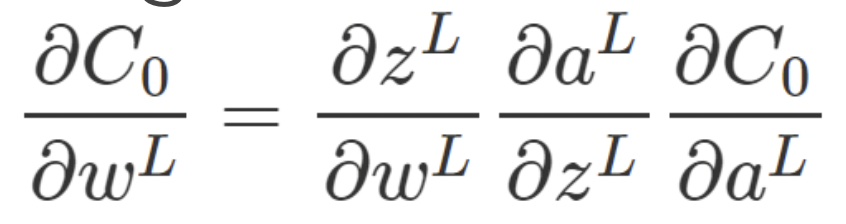 ∂C₀/∂w^L = ∂z^L/∂w^L ∂a^L/∂z^L ∂C₀/∂a^L